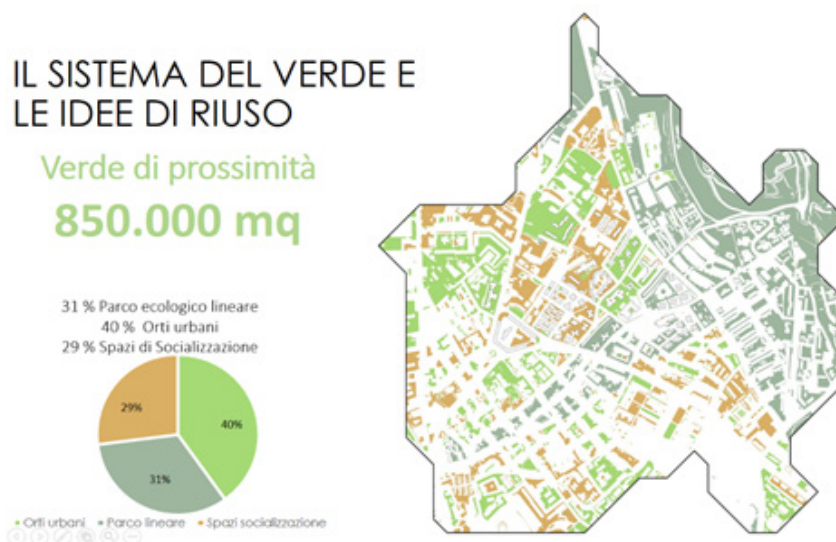 IL SISTEMA DEL VERDE E
LE IDEE DI RIUSO
Verde di prossimità
850.000 mq
31 % Parco ecologico lineare
40 % Orti urbani
29 % Spazi di Socializzazione
29%
40%
31%
Orti urbani Parco lineare Spazi socializzazione